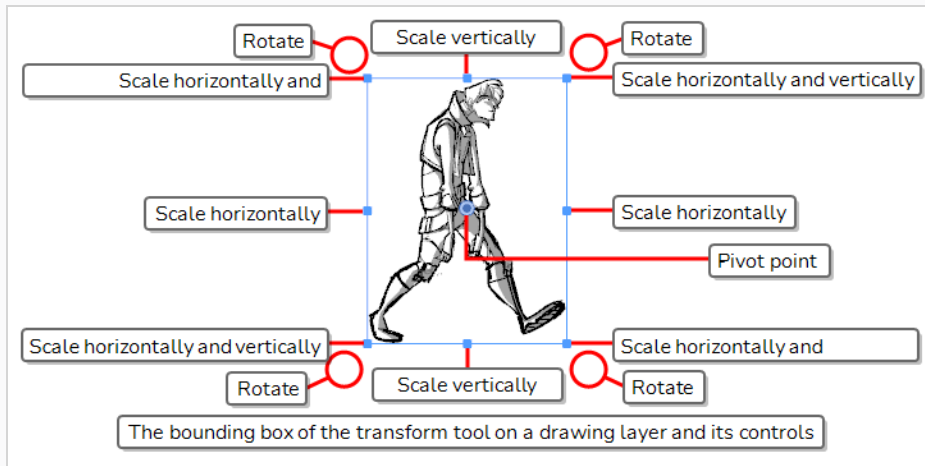 Rotate
Scale vertically
Rotate
Scale horizontally and
Scale horizontally and vertically
Scale horizontally
Scale horizontally
Pivot point
Scale horizontally and vertically
Scale horizontally and
Rotate
Scale vertically
Rotate
The bounding box of the transform tool on a drawing layer and its controls